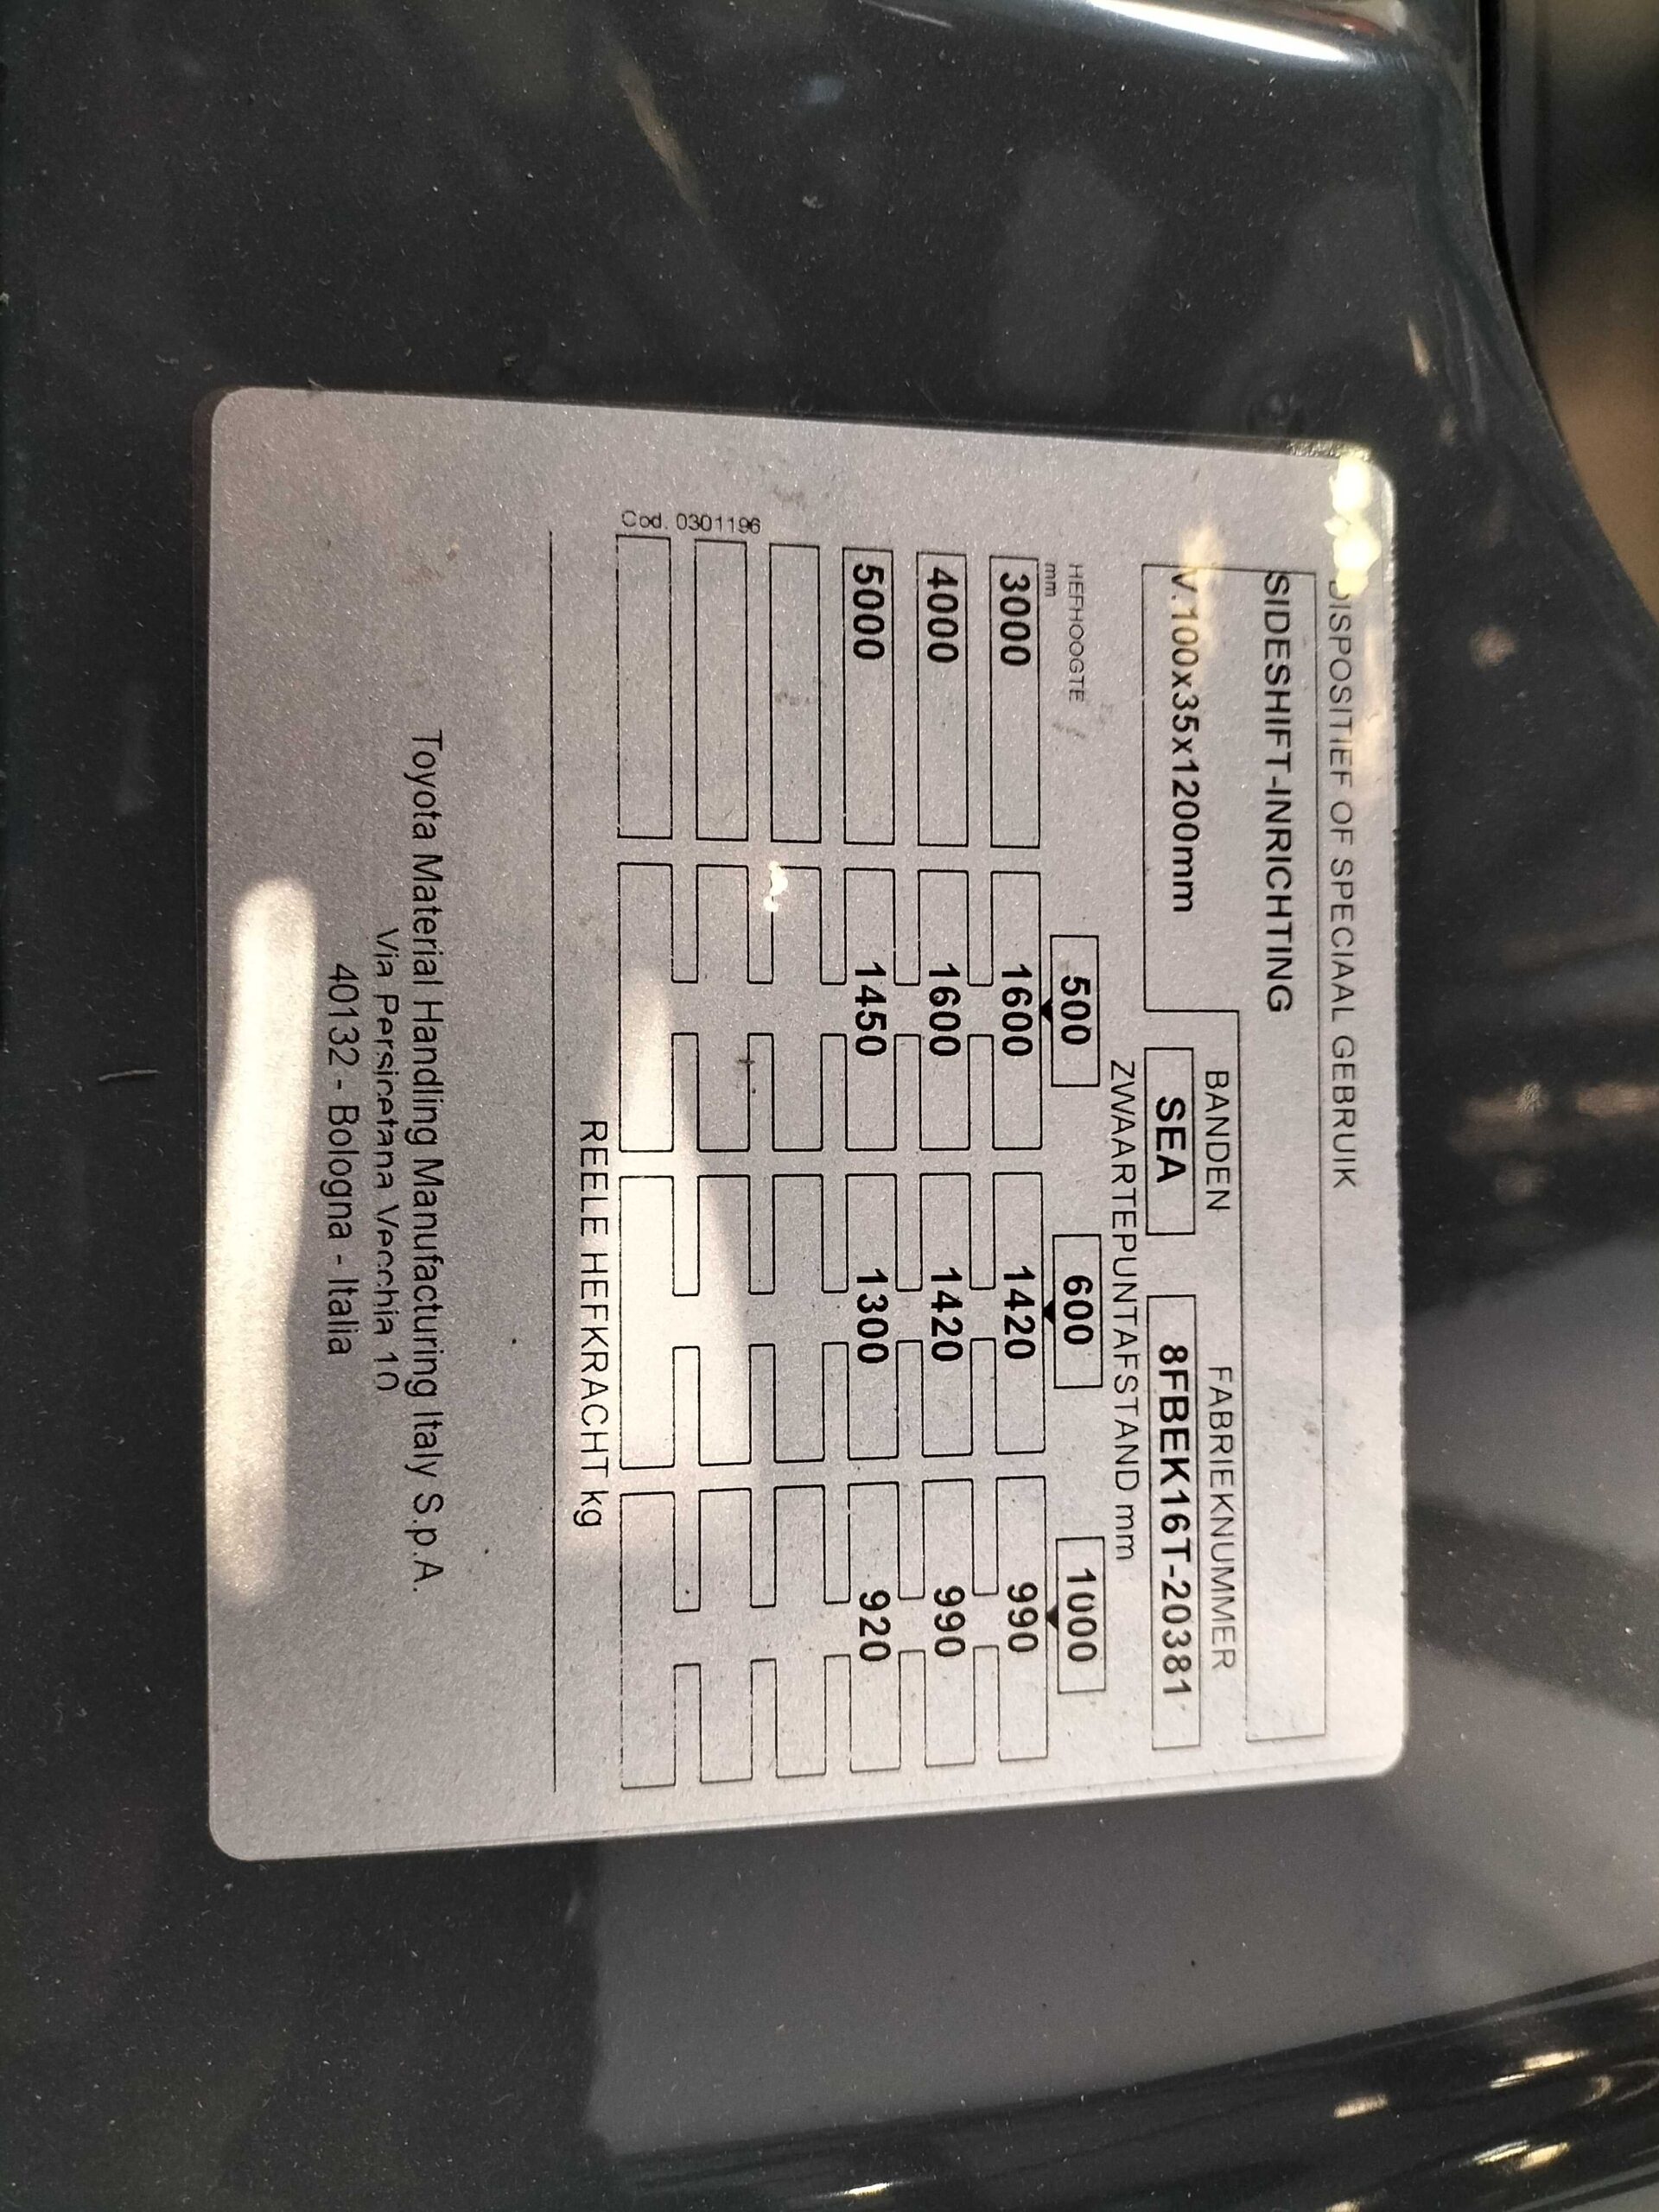 DISPOSITIEF OF SPECIAAL GEBRUIK
SIDESHIFT-INRICHTING
V.100x35x1200mm
BANDEN
FABRIEKNUMMER
SEA
8FBEK16T-20381
ZWAARTEPUNTAFSTAND mm
HEFHOOGTE
mm
500 600 1000
3000 1600 1420 990
4000 1600 1420 990
5000 1450 1300 920
Cod. 0301196
REELE HEFKRACHT kg
Toyota Material Handling Manufacturing Italy S.p.A.
Via Persicetana Vecchia 10
40132 - Bologna - Italia